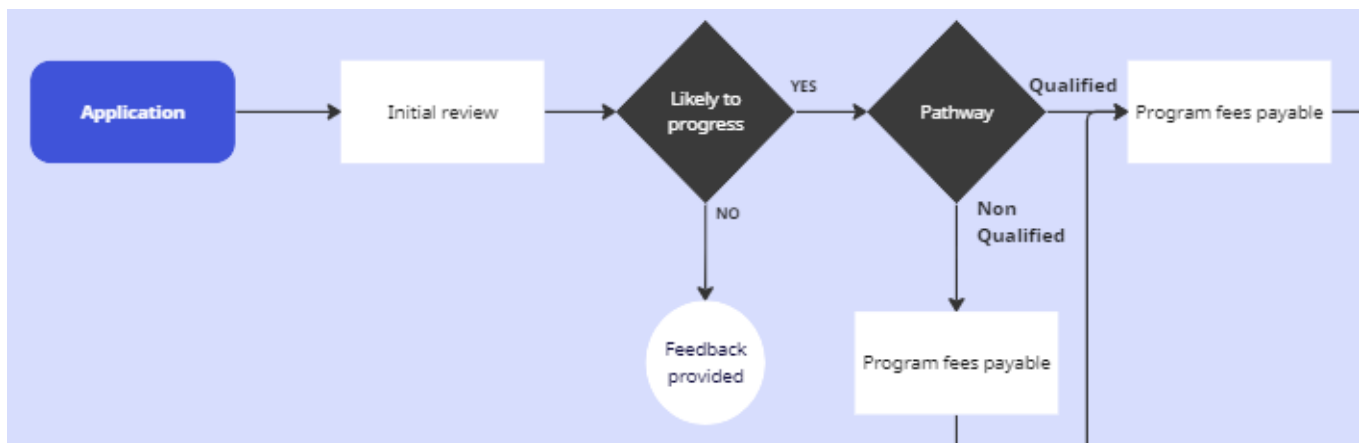 Application
Initial review
Likely to
progress
YES
Pathway
Qualified
Program fees payable
NO
Non
Qualified
Feedback
provided
Program fees payable